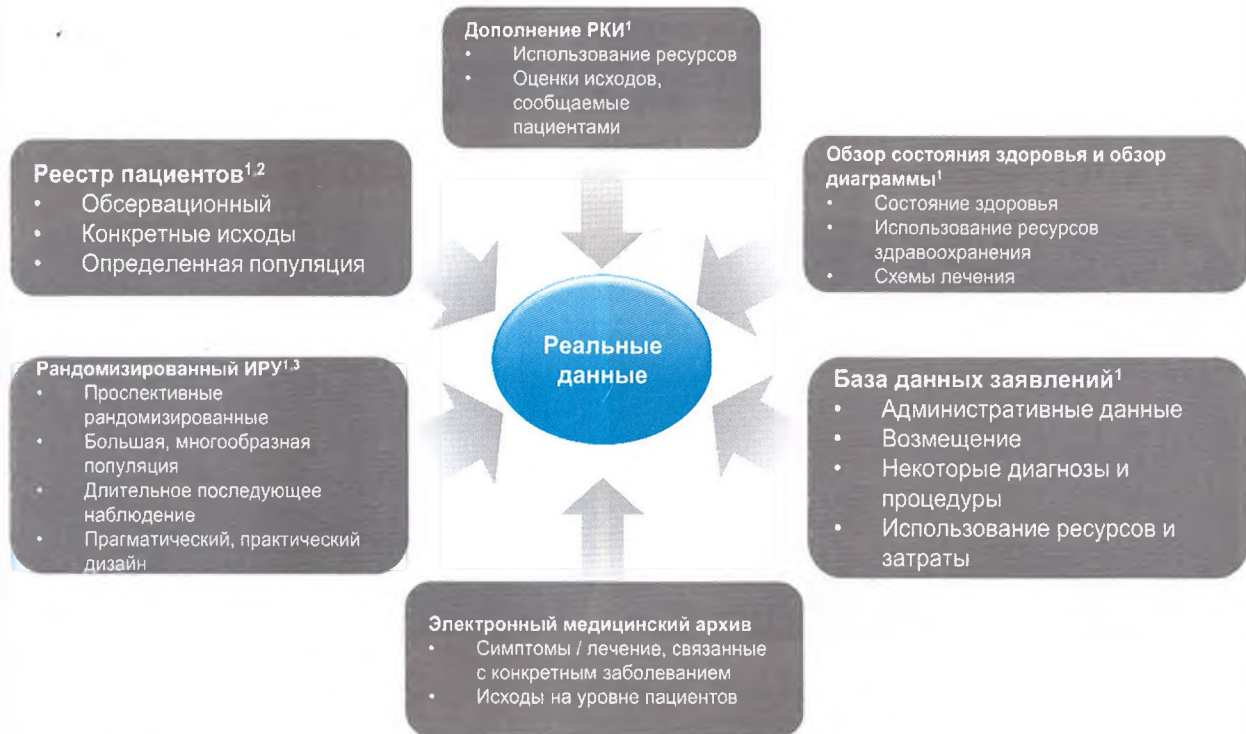 Дополнение РКИ¹
• Использование ресурсов
• Оценки исходов,
сообщаемые
пациентами
Реестр пациентов¹,²
• Обсервационный
• Конкретные исходы
• Определенная популяция
Обзор состояния здоровья и обзор
диаграммы¹
• Состояние здоровья
• Использование ресурсов
здравоохранения
• Схемы лечения
Реальные
данные
Рандомизированный ИРУ¹,³
• Проспективные
рандомизированные
• Большая, многообразная
популяция
• Длительное последующее
наблюдение
• Прагматический, практический
дизайн
База данных заявлений¹
• Административные данные
• Возмещение
• Некоторые диагнозы и
процедуры
• Использование ресурсов и
затраты
Электронный медицинский архив
• Симптомы / лечение, связанные
с конкретным заболеванием
• Исходы на уровне пациентов